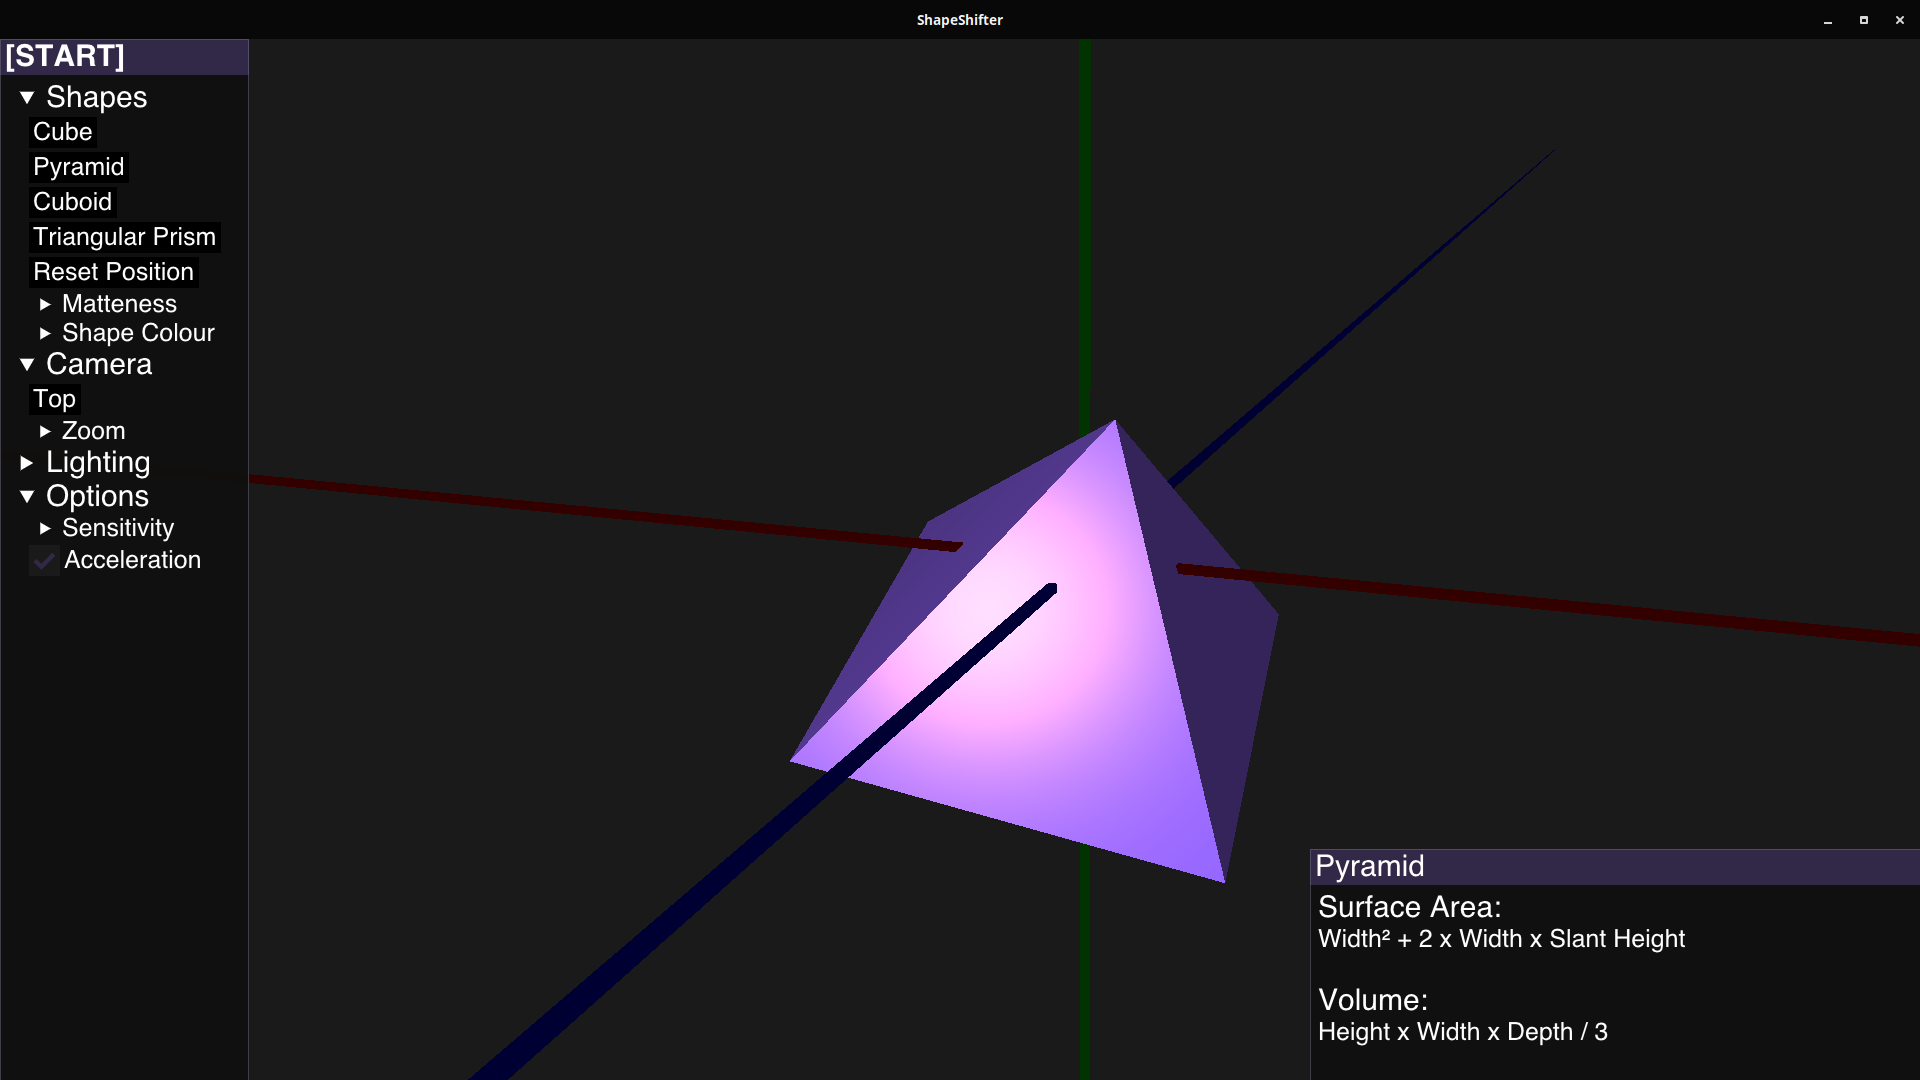 ShapeShifter
[START]
Shapes
Cube
Pyramid
Cuboid
Triangular Prism
Reset Position
Matteness
Shape Colour
Camera
Top
Zoom
Lighting
Options
Sensitivity
Acceleration
Pyramid
Surface Area:
Width² + 2 x Width x Slant Height
Volume:
Height x Width x Depth / 3